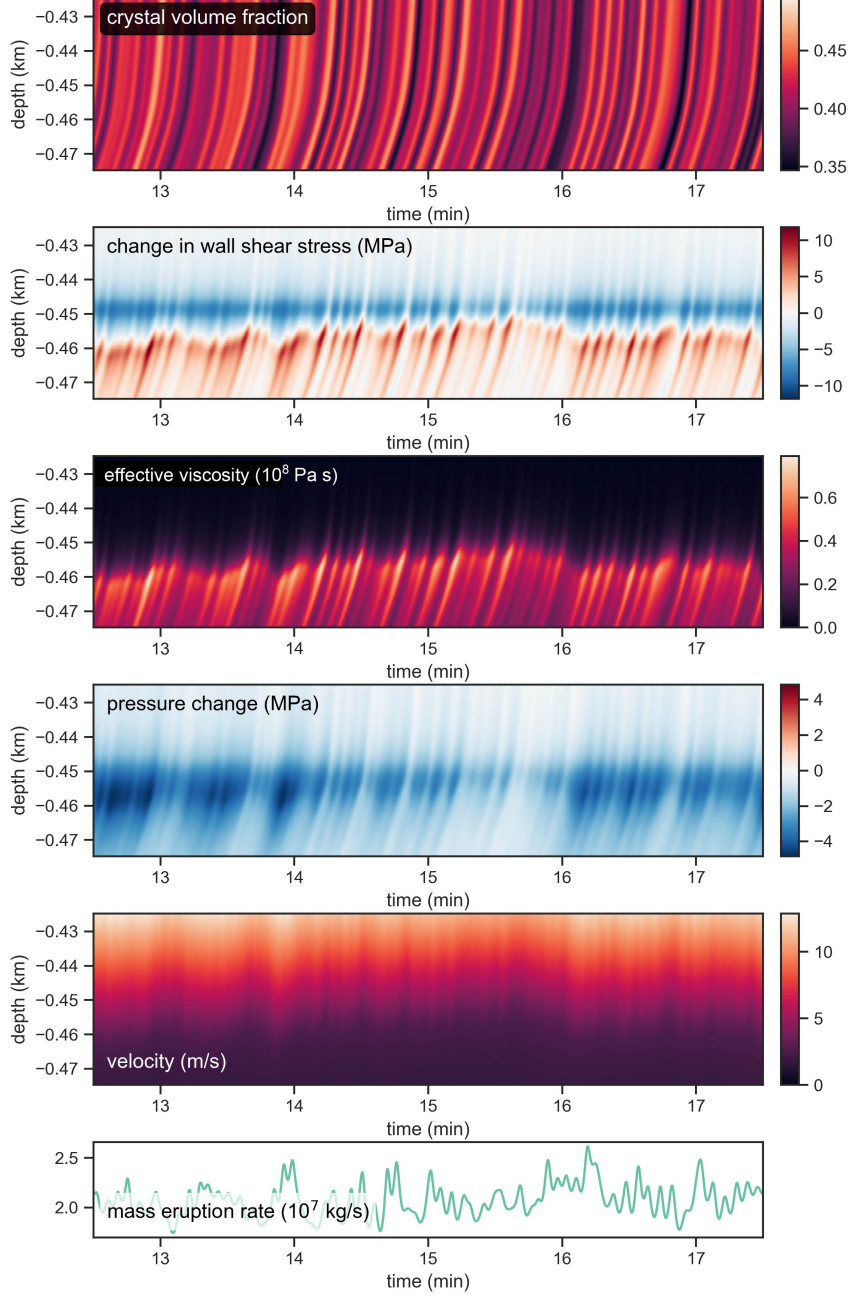 crystal volume fraction
−0.43
−0.44
−0.45
−0.46
−0.47
depth (km)
13 14 15 16 17
time (min)
0.45
0.40
0.35
change in wall shear stress (MPa)
−0.43
−0.44
−0.45
−0.46
−0.47
depth (km)
13 14 15 16 17
time (min)
10
5
0
−5
−10
effective viscosity (10⁸ Pa s)
−0.43
−0.44
−0.45
−0.46
−0.47
depth (km)
13 14 15 16 17
time (min)
0.6
0.4
0.2
0.0
pressure change (MPa)
−0.43
−0.44
−0.45
−0.46
−0.47
depth (km)
13 14 15 16 17
time (min)
4
2
0
−2
−4
−0.43
−0.44
−0.45
−0.46
−0.47
depth (km)
velocity (m/s)
13 14 15 16 17
time (min)
10
5
0
2.5
2.0
mass eruption rate (10⁷ kg/s)
13 14 15 16 17
time (min)